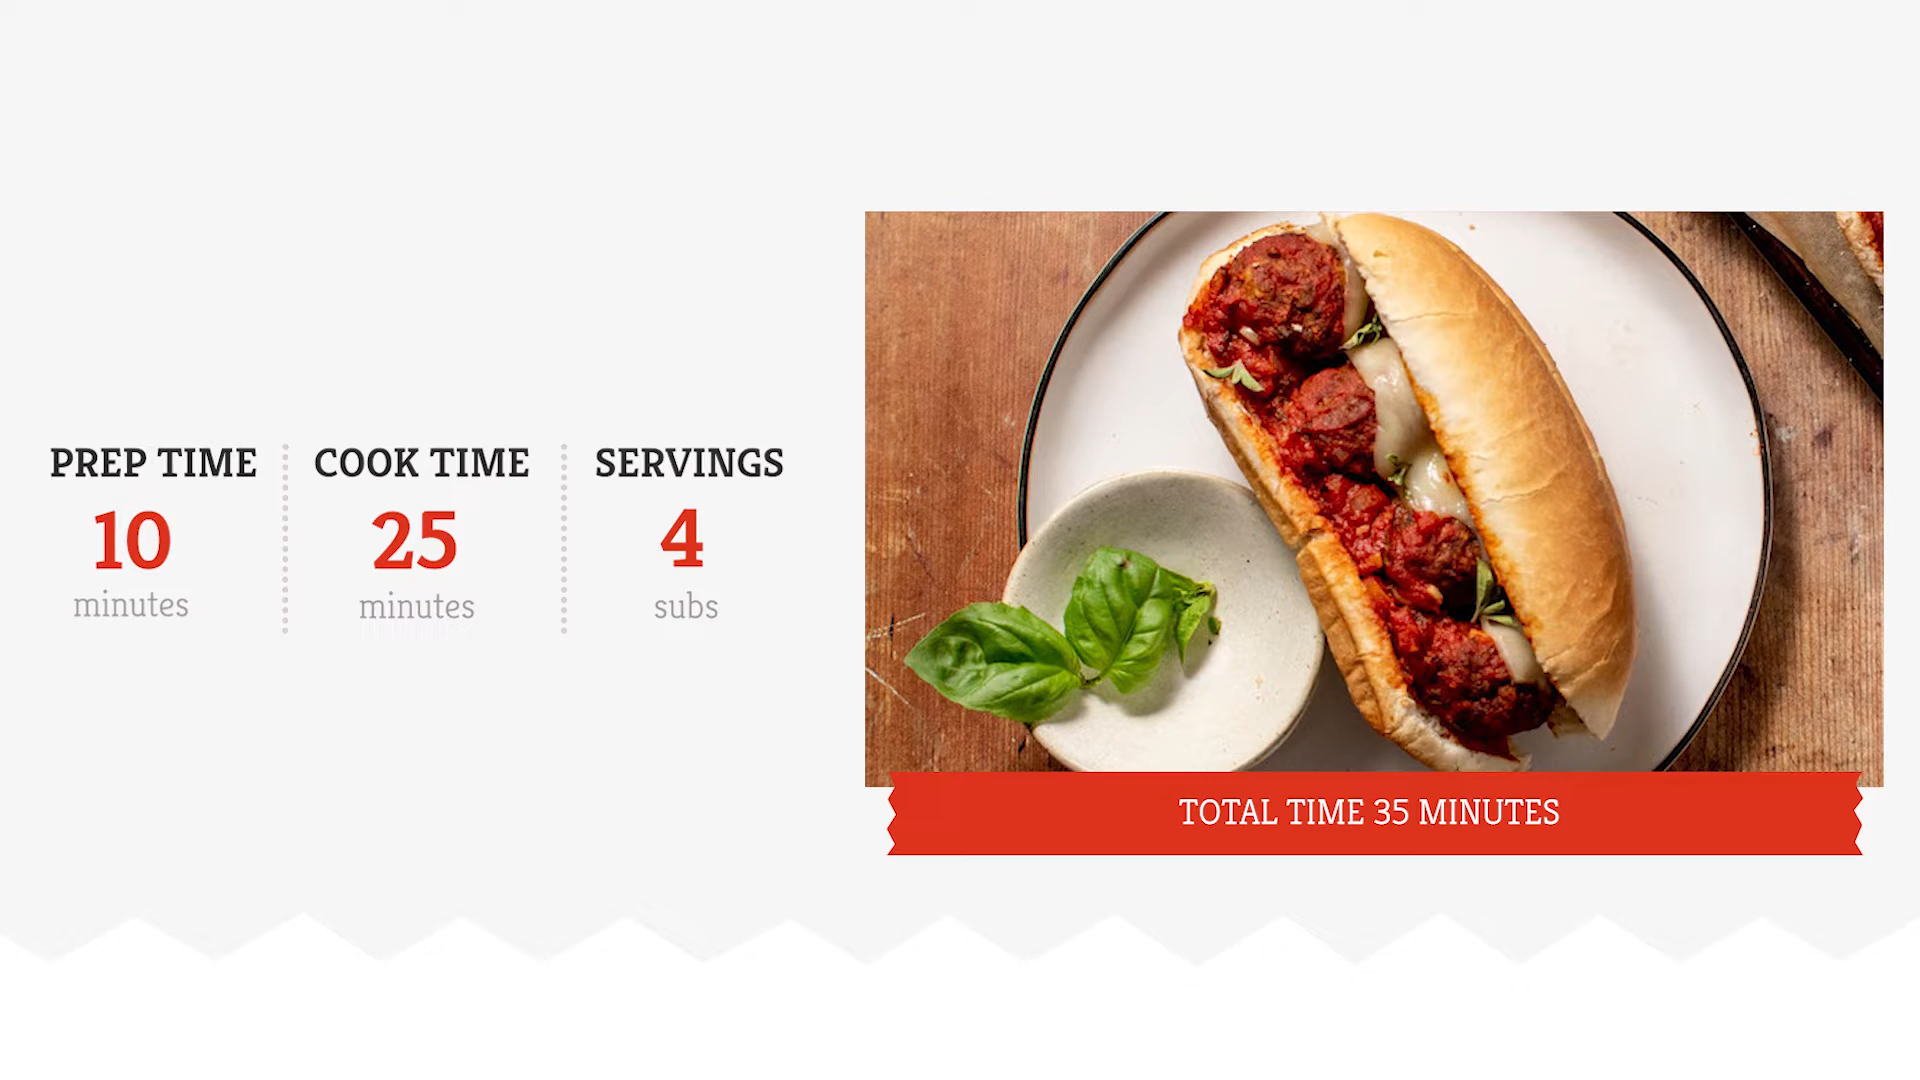 PREP TIME
10
minutes
COOK TIME
25
minutes
SERVINGS
4
subs
TOTAL TIME 35 MINUTES